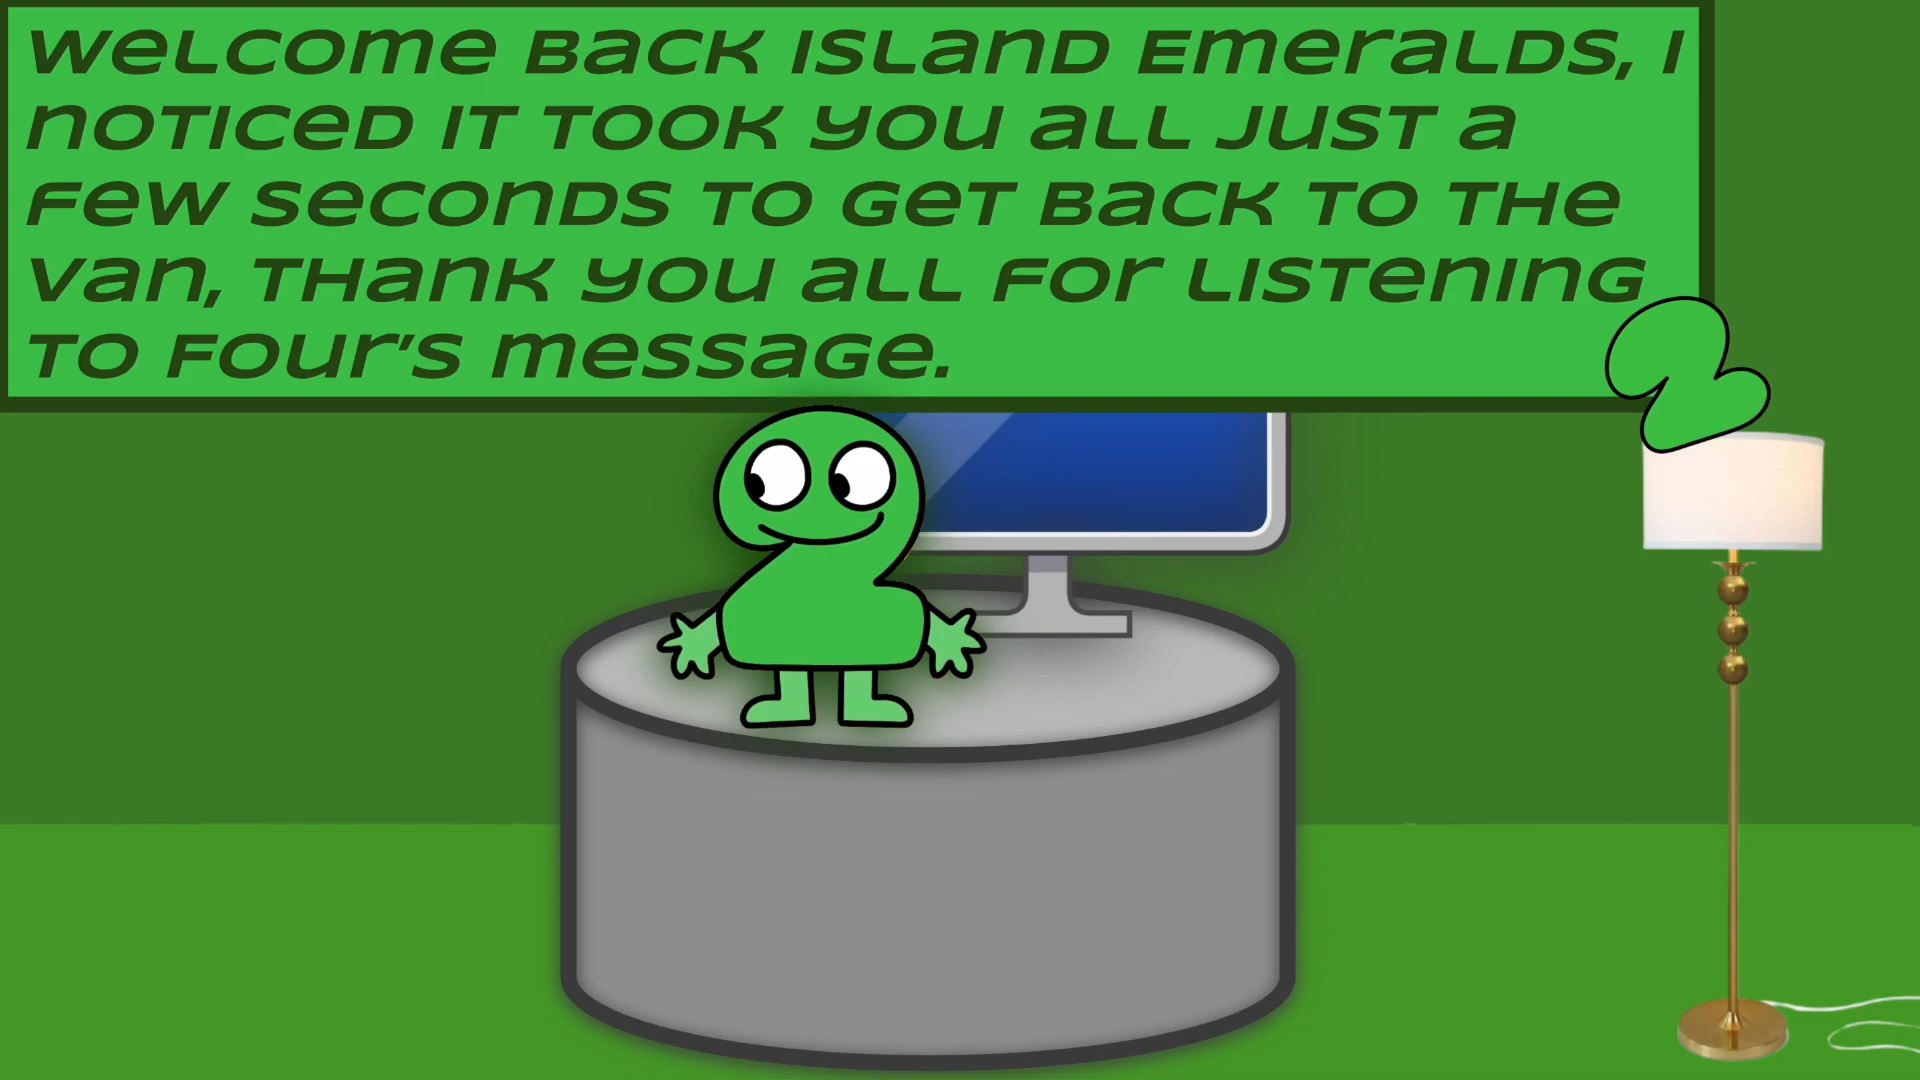 Welcome back Island Emeralds, I
noticed it took you all just a
few seconds to get back to the
van, thank you all for listening
to Four's message.